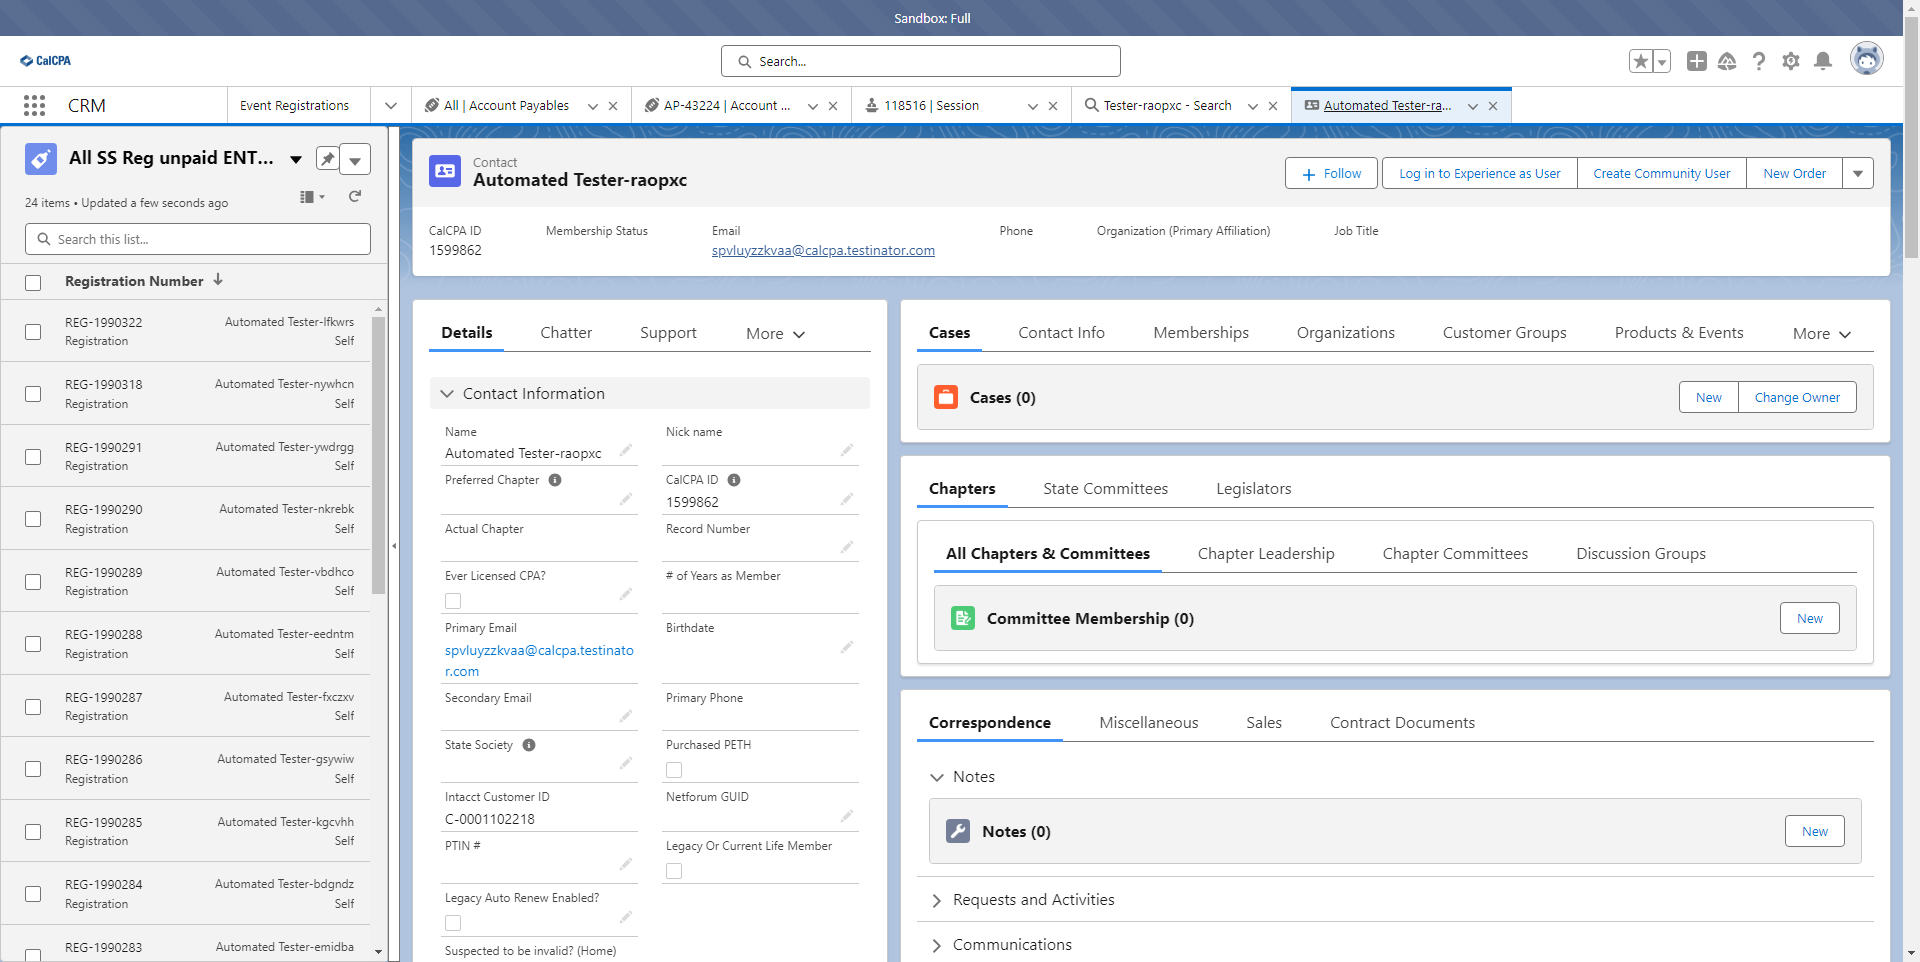 Sandbox: Full
CalCPA
Search...
CRM
Event Registrations
All | Account Payables
AP-43224 | Account ...
118516 | Session
Tester-raopxc - Search
Automated Tester-ra...
All SS Reg unpaid ENT...
24 items • Updated a few seconds ago
Search this list...
Registration Number
REG-1990322
Automated Tester-lfkwrs
Registration
Self
REG-1990318
Automated Tester-nywhcn
Registration
Self
REG-1990291
Automated Tester-ywdrgg
Registration
Self
REG-1990290
Automated Tester-nkrebk
Registration
Self
REG-1990289
Automated Tester-vbdhco
Registration
Self
REG-1990288
Automated Tester-eedntm
Registration
Self
REG-1990287
Automated Tester-fxczxv
Registration
Self
REG-1990286
Automated Tester-gsywiw
Registration
Self
REG-1990285
Automated Tester-kgcvhh
Registration
Self
REG-1990284
Automated Tester-bdgndz
Registration
Self
REG-1990283
Automated Tester-emidba
Contact
Automated Tester-raopxc
Follow
Log in to Experience as User
Create Community User
New Order
CalCPA ID
1599862
Membership Status
Email
spvluyzzkvaa@calcpa.testinator.com
Phone
Organization (Primary Affiliation)
Job Title
Details
Chatter
Support
More
Contact Information
Name
Automated Tester-raopxc
Nick name
Preferred Chapter
CalCPA ID
1599862
Actual Chapter
Record Number
Ever Licensed CPA?
# of Years as Member
Primary Email
spvluyzzkvaa@calcpa.testinato
r.com
Birthdate
Secondary Email
Primary Phone
State Society
Purchased PETH
Intacct Customer ID
C-0001102218
Netforum GUID
PTIN #
Legacy Or Current Life Member
Legacy Auto Renew Enabled?
Suspected to be invalid? (Home)
Cases
Contact Info
Memberships
Organizations
Customer Groups
Products & Events
More
Cases (0)
New
Change Owner
Chapters
State Committees
Legislators
All Chapters & Committees
Chapter Leadership
Chapter Committees
Discussion Groups
Committee Membership (0)
New
Correspondence
Miscellaneous
Sales
Contract Documents
Notes
Notes (0)
New
Requests and Activities
Communications